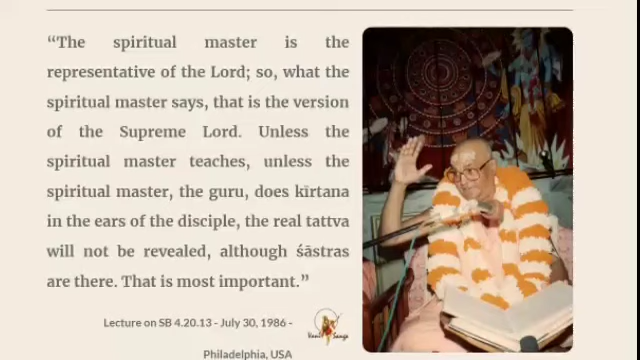 “The spiritual master is the
representative of the Lord; so, what the
spiritual master says, that is the version
of the Supreme Lord. Unless the
spiritual master teaches, unless the
spiritual master, the guru, does kīrtana
in the ears of the disciple, the real tattva
will not be revealed, although śāstras
are there. That is most important.”
Lecture on SB 4.20.13 - July 30, 1986 -
Philadelphia, USA
Vani Sanga